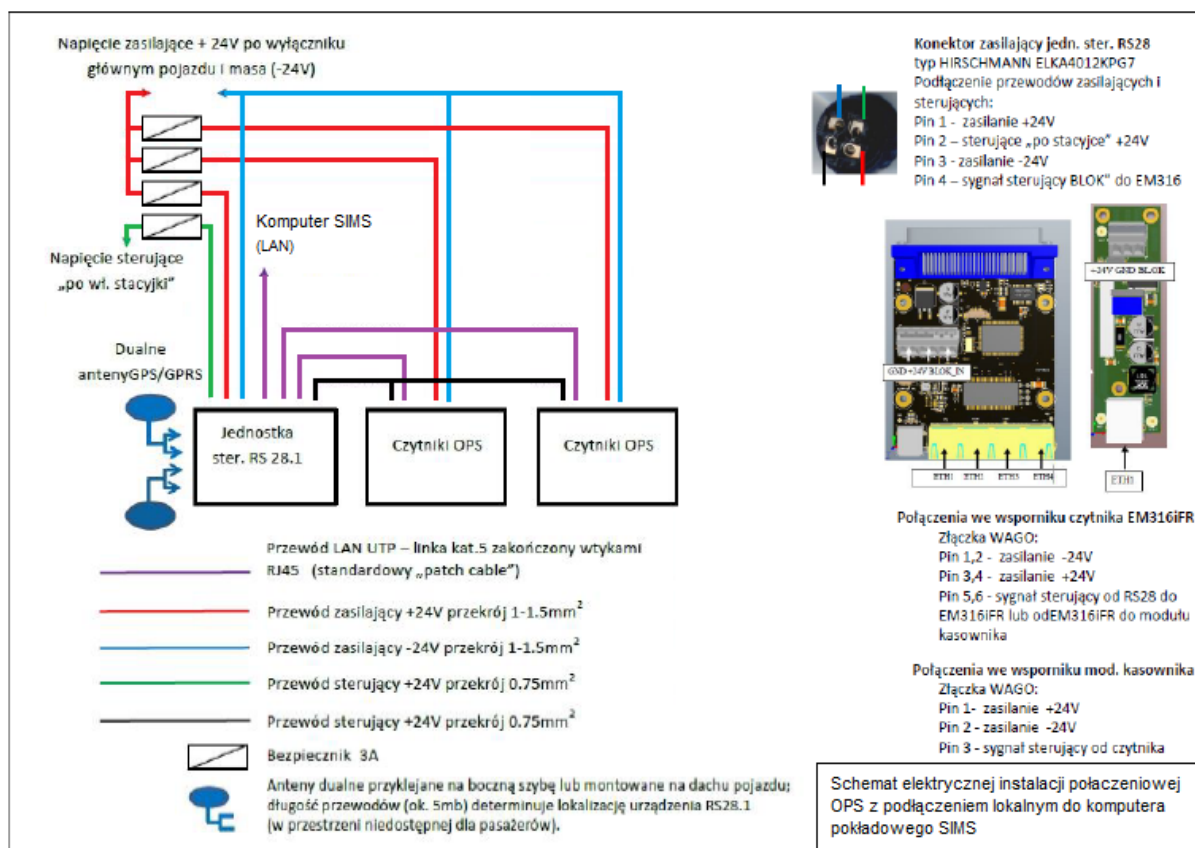 Napięcie zasilające + 24V po wyłączniku
głównym pojazdu i masa (-24V)
Napięcie sterujące
„po wł. stacyjki”
Komputer SIMS
(LAN)
Dualne
antenyGPS/GPRS
Jednostka
ster. RS 28.1
Czytniki OPS
Czytniki OPS
Przewód LAN UTP – linka kat.5 zakończony wtykami
RJ45 (standardowy „patch cable”)
Przewód zasilający +24V przekrój 1-1.5mm²
Przewód zasilający -24V przekrój 1-1.5mm²
Przewód sterujący +24V przekrój 0.75mm²
Przewód sterujący +24V przekrój 0.75mm²
Bezpiecznik 3A
Anteny dualne przyklejane na boczną szybę lub montowane na dachu pojazdu;
długość przewodów (ok. 5mb) determinuje lokalizację urządzenia RS28.1
(w przestrzeni niedostępnej dla pasażerów).
Konektor zasilający jedn. ster. RS28
typ HIRSCHMANN ELKA4012KPG7
Podłączenie przewodów zasilających i
sterujących:
Pin 1 - zasilanie +24V
Pin 2 – sterujące „po stacyjce” +24V
Pin 3 - zasilanie -24V
Pin 4 – sygnał sterujący BLOK” do EM316
GND +24V BLOK_IN
ETH1 ETH2 ETH3 ETH4
+24V GND BLOK
ETH1
Połączenia we wsporniku czytnika EM316iFR
Złączka WAGO:
Pin 1,2 - zasilanie -24V
Pin 3,4 - zasilanie +24V
Pin 5,6 - sygnał sterujący od RS28 do
EM316iFR lub odEM316iFR do modułu
kasownika
Połączenia we wsporniku mod. kasownika
Złączka WAGO:
Pin 1- zasilanie +24V
Pin 2 - zasilanie -24V
Pin 3 - sygnał sterujący od czytnika
Schemat elektrycznej instalacji połaczeniowej
OPS z podłączeniem lokalnym do komputera
pokładowego SIMS